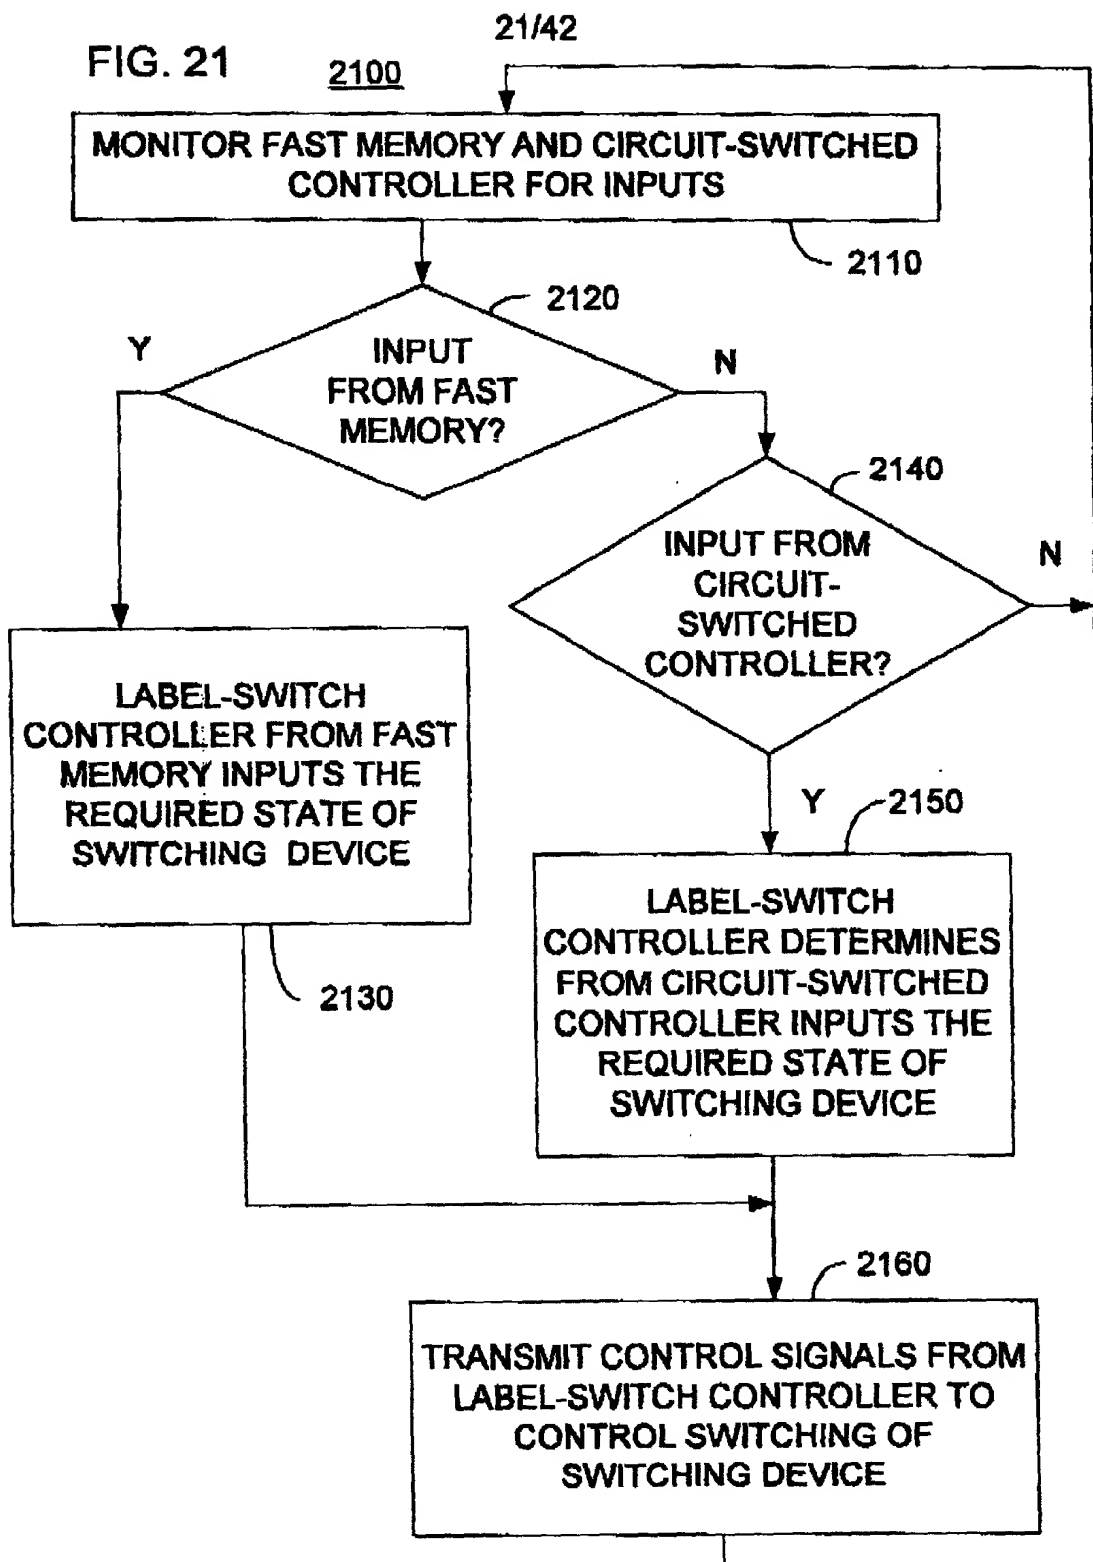 21/42
FIG. 21
2100
MONITOR FAST MEMORY AND CIRCUIT-SWITCHED
CONTROLLER FOR INPUTS
2110
2120
Y
INPUT
FROM FAST
MEMORY?
N
2140
INPUT FROM
CIRCUIT-
SWITCHED
CONTROLLER?
N
LABEL-SWITCH
CONTROLLER FROM FAST
MEMORY INPUTS THE
REQUIRED STATE OF
SWITCHING DEVICE
2130
Y
2150
LABEL-SWITCH
CONTROLLER DETERMINES
FROM CIRCUIT-SWITCHED
CONTROLLER INPUTS THE
REQUIRED STATE OF
SWITCHING DEVICE
2160
TRANSMIT CONTROL SIGNALS FROM
LABEL-SWITCH CONTROLLER TO
CONTROL SWITCHING OF
SWITCHING DEVICE